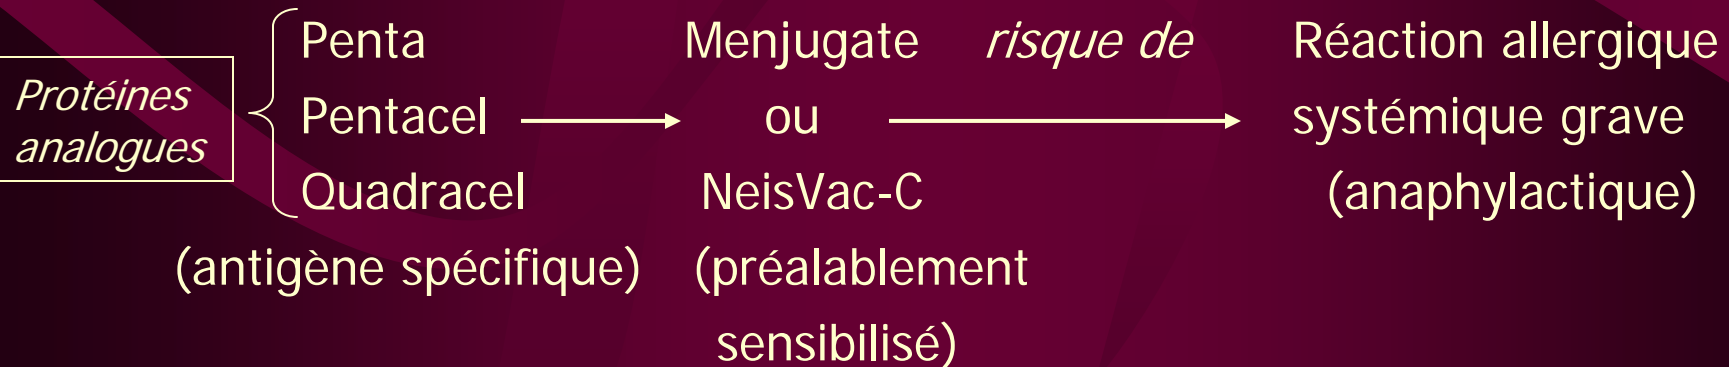 Penta Menjugate risque de Réaction allergique
Protéines
analogues
Pentacel ou systémique grave
Quadracel NeisVac-C (anaphylactique)
(antigène spécifique) (préalablement
sensibilisé)